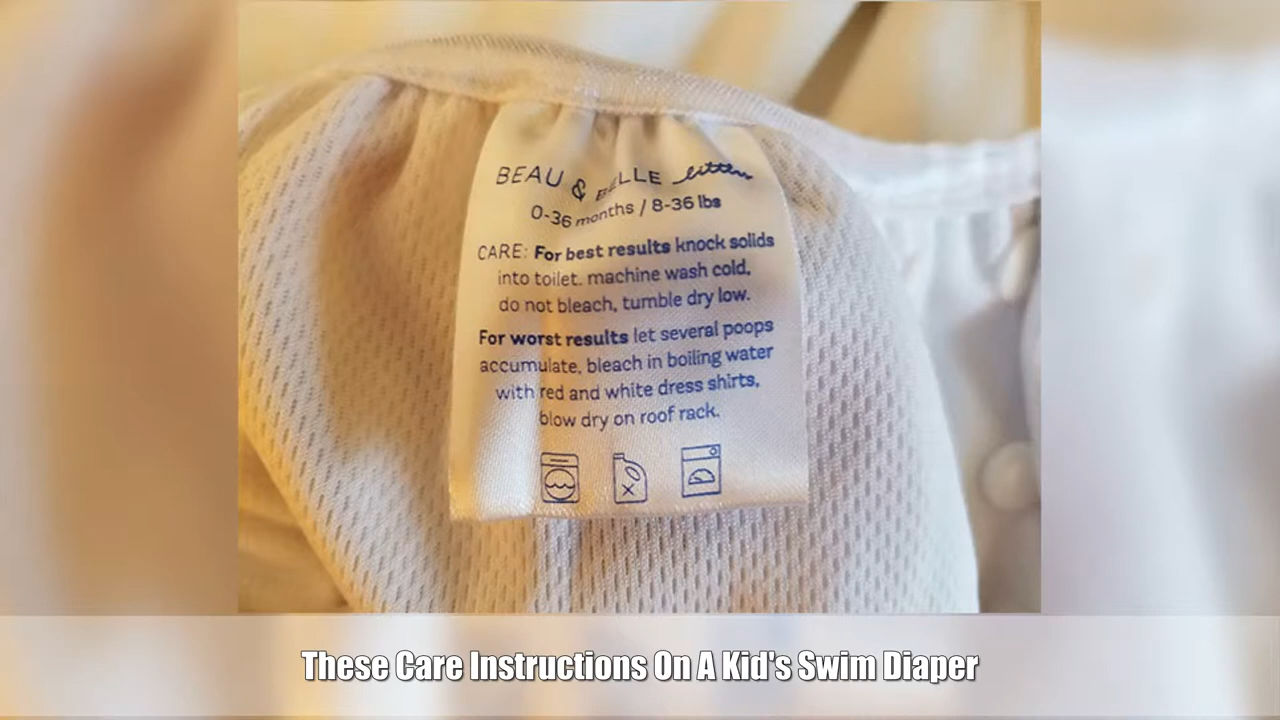 BEAU & BELLE littles
0-36 months / 8-36 lbs
CARE: For best results knock solids
into toilet. machine wash cold,
do not bleach, tumble dry low.
For worst results let several poops
accumulate, bleach in boiling water
with red and white dress shirts,
blow dry on roof rack.
These Care Instructions On A Kid's Swim Diaper